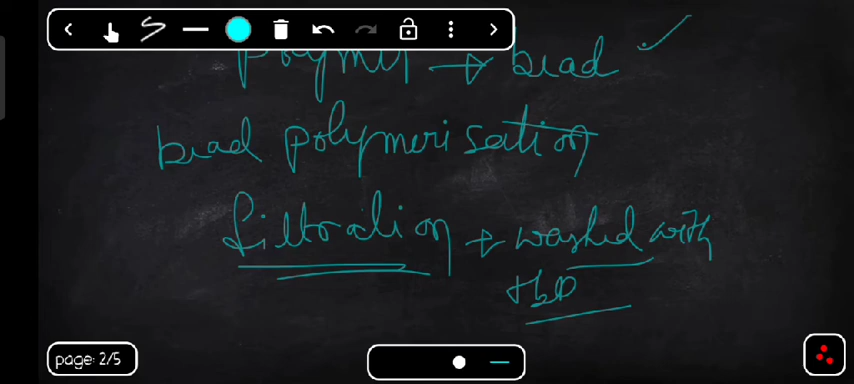 polymer → bead ✓
bead polymerisation
filtration → washed with
H2O
page: 2/5